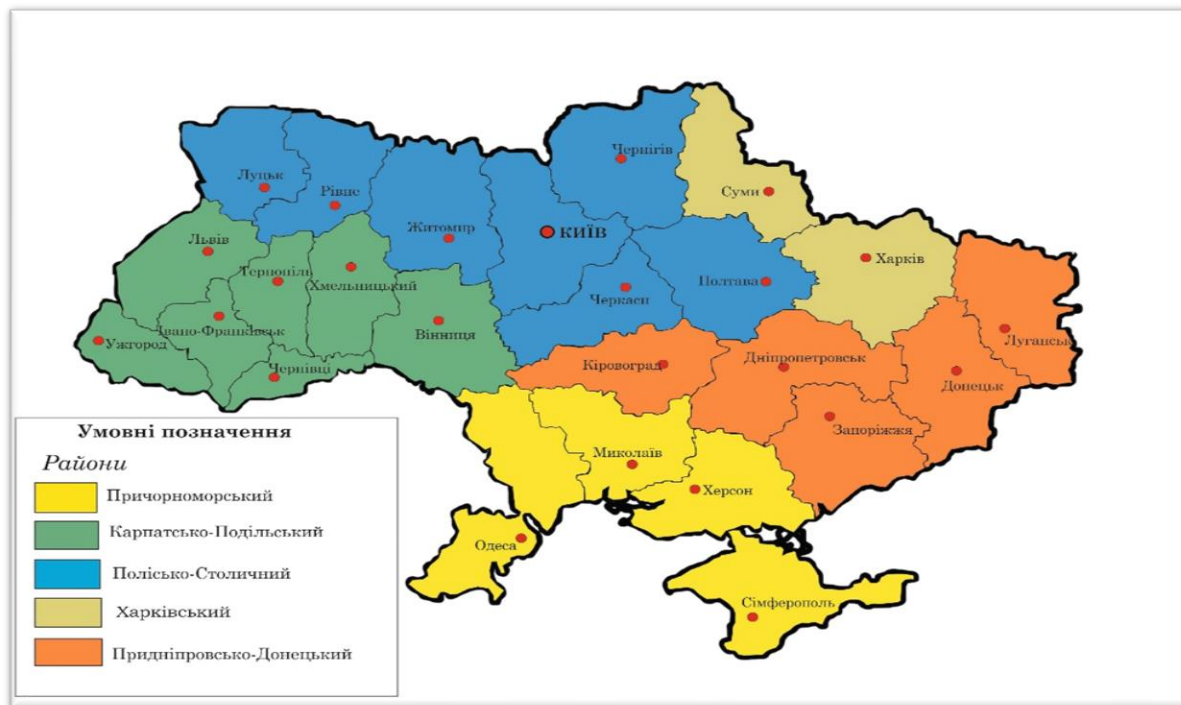 Чернігів
Луцьк
Рівне
Суми
Житомир
КИЇВ
Львів
Харків
Тернопіль
Хмельницький
Полтава
Черкаси
Івано-Франківськ
Вінниця
Ужгород
Луганськ
Дніпропетровськ
Кіровоград
Чернівці
Донецьк
Запоріжжя
Миколаїв
Херсон
Одеса
Сімферополь
Умовні позначення
Райони
Причорноморський
Карпатсько-Подільський
Полісько-Столичний
Харківський
Придніпровсько-Донецький